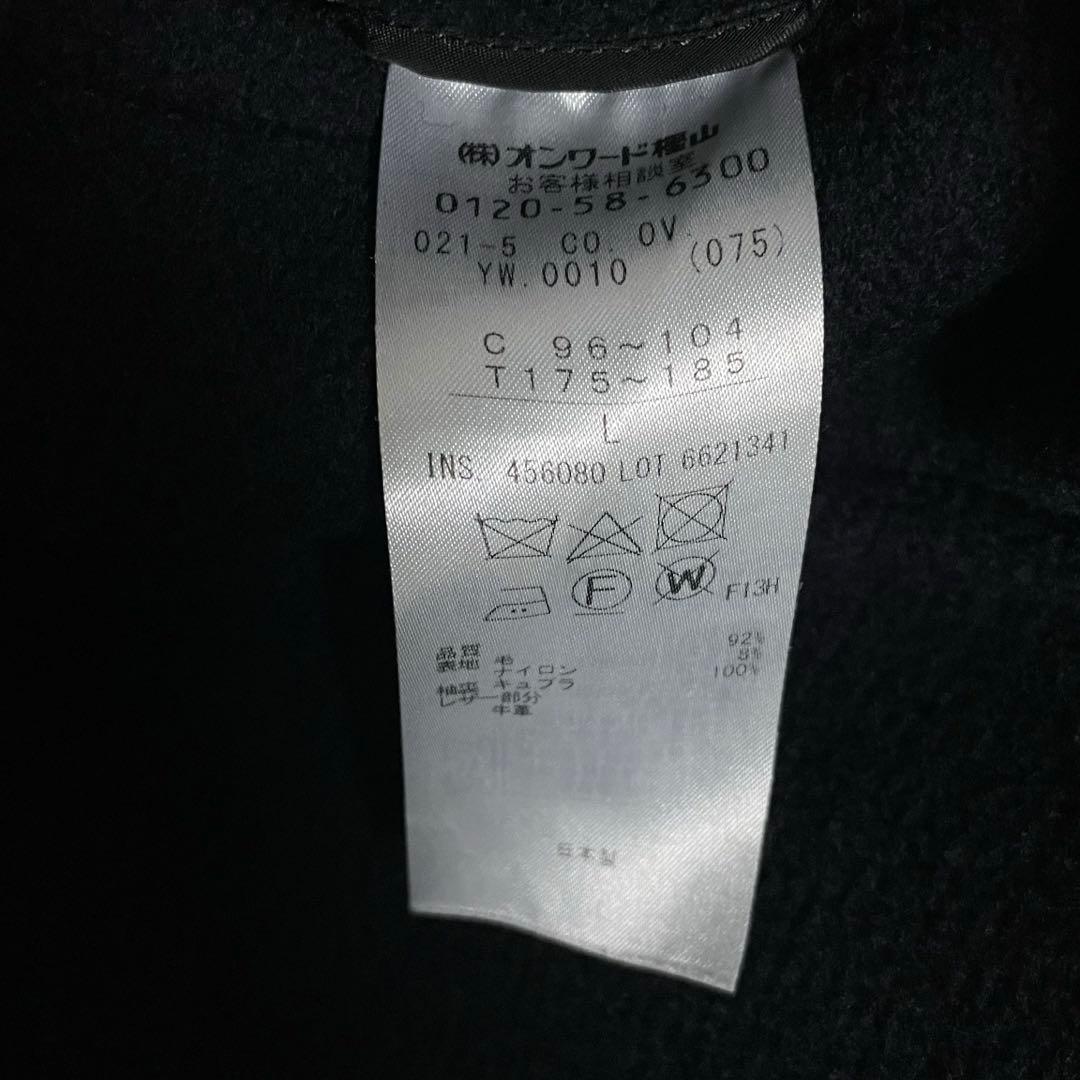 (株)オンワード樫山
お客様相談室
0120-58-6300
021-5 CO. OV.
YW.0010 (075)
C 96~104
T175~185
L
INS. 456080 LOT 6621341
F W F13H
品質
表地 毛 92%
ナイロン 8%
袖裏 キュプラ 100%
レザー部分
牛革